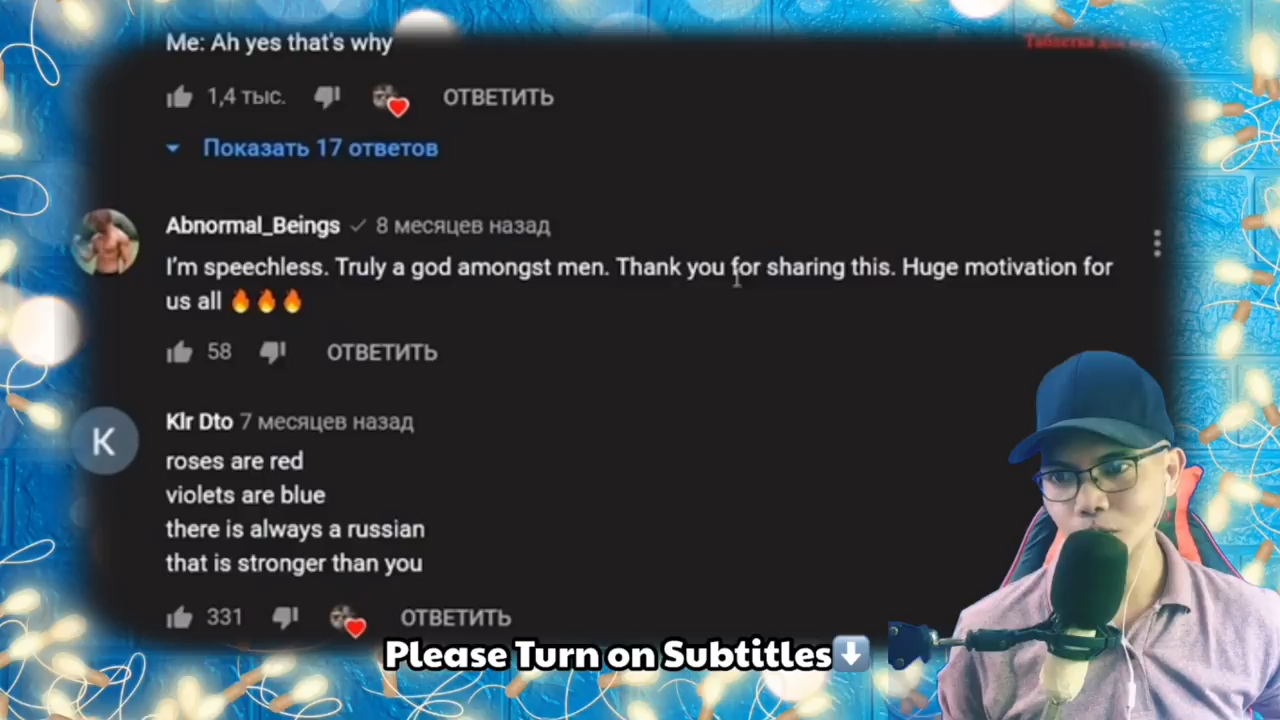 Me: Ah yes that's why
Таблетка для
1,4 тыс. ОТВЕТИТЬ
Показать 17 ответов
Abnormal_Beings ✓ 8 месяцев назад
I'm speechless. Truly a god amongst men. Thank you for sharing this. Huge motivation for
us all 🔥🔥🔥
58 ОТВЕТИТЬ
K
Klr Dto 7 месяцев назад
roses are red
violets are blue
there is always a russian
that is stronger than you
331 ОТВЕТИТЬ
Please Turn on Subtitles⬇️